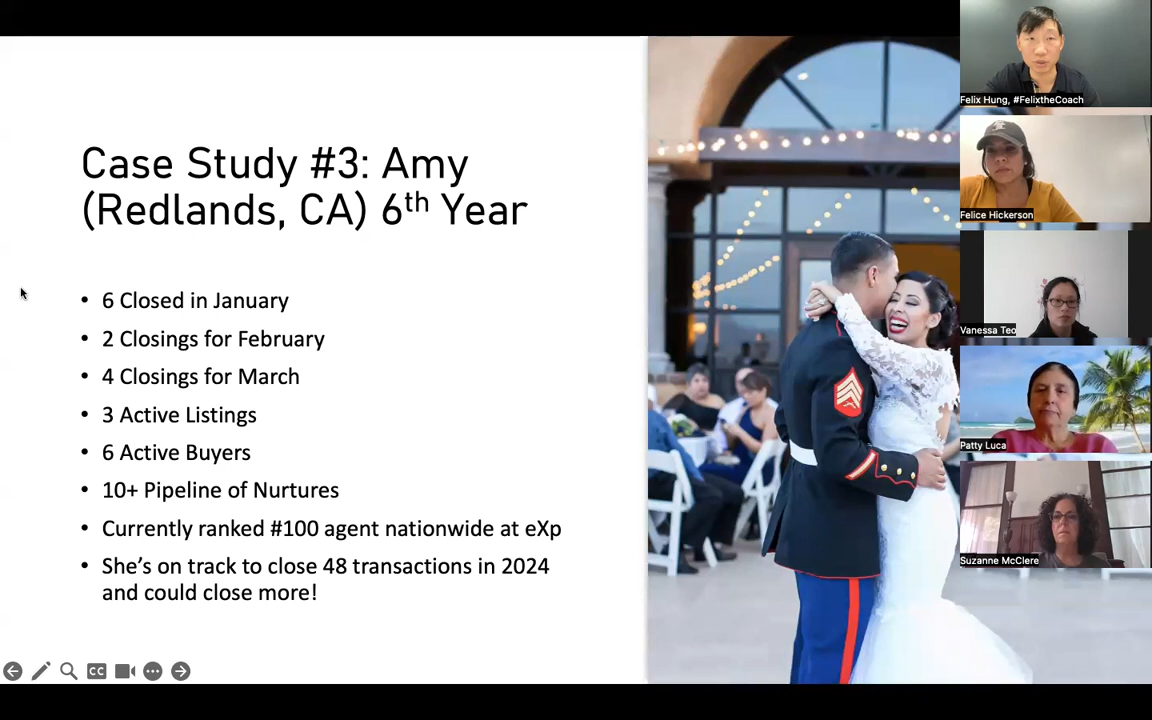 Case Study #3: Amy
(Redlands, CA) 6th Year
• 6 Closed in January
• 2 Closings for February
• 4 Closings for March
• 3 Active Listings
• 6 Active Buyers
• 10+ Pipeline of Nurtures
• Currently ranked #100 agent nationwide at eXp
• She’s on track to close 48 transactions in 2024
and could close more!
CC
Felix Hung, #FelixtheCoach
Felice Hickerson
Vanessa Teo
Patty Luca
Suzanne McClere